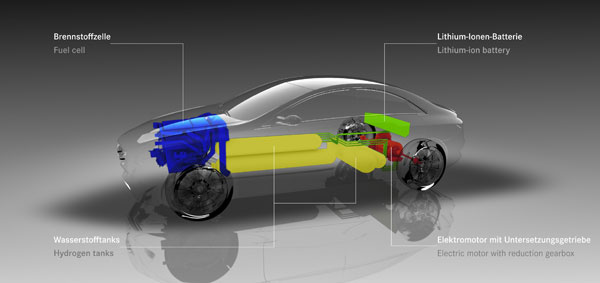 Brennstoffzelle
Fuel cell
Lithium-Ionen-Batterie
Lithium-ion battery
Wasserstofftanks
Hydrogen tanks
Elektromotor mit Untersetzungsgetriebe
Electric motor with reduction gearbox